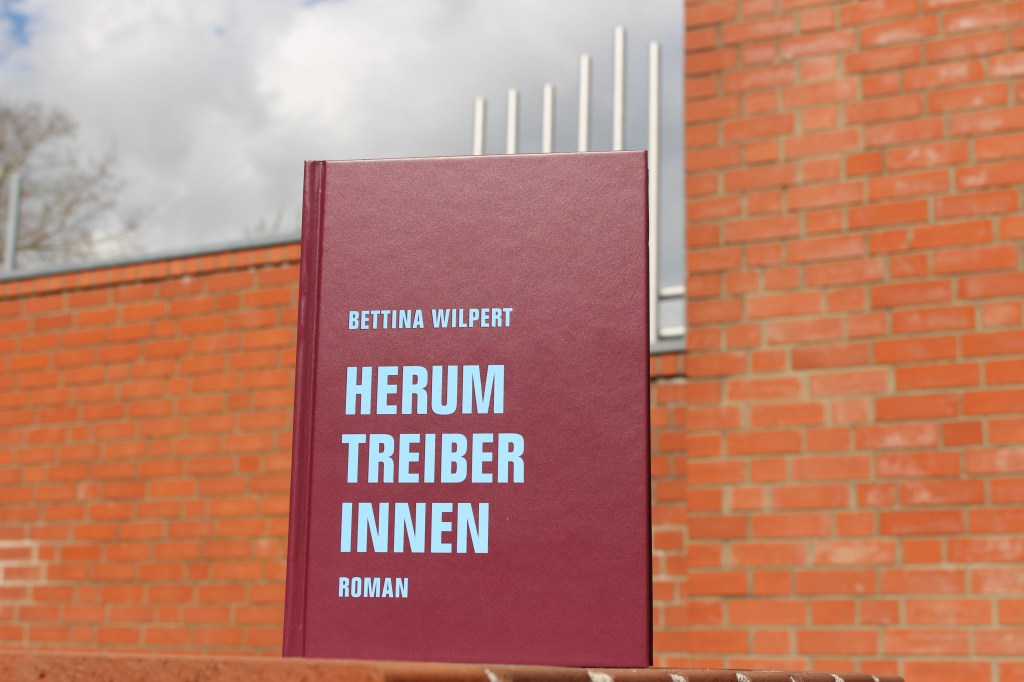 BETTINA WILPERT
HERUM
TREIBER
INNEN
ROMAN